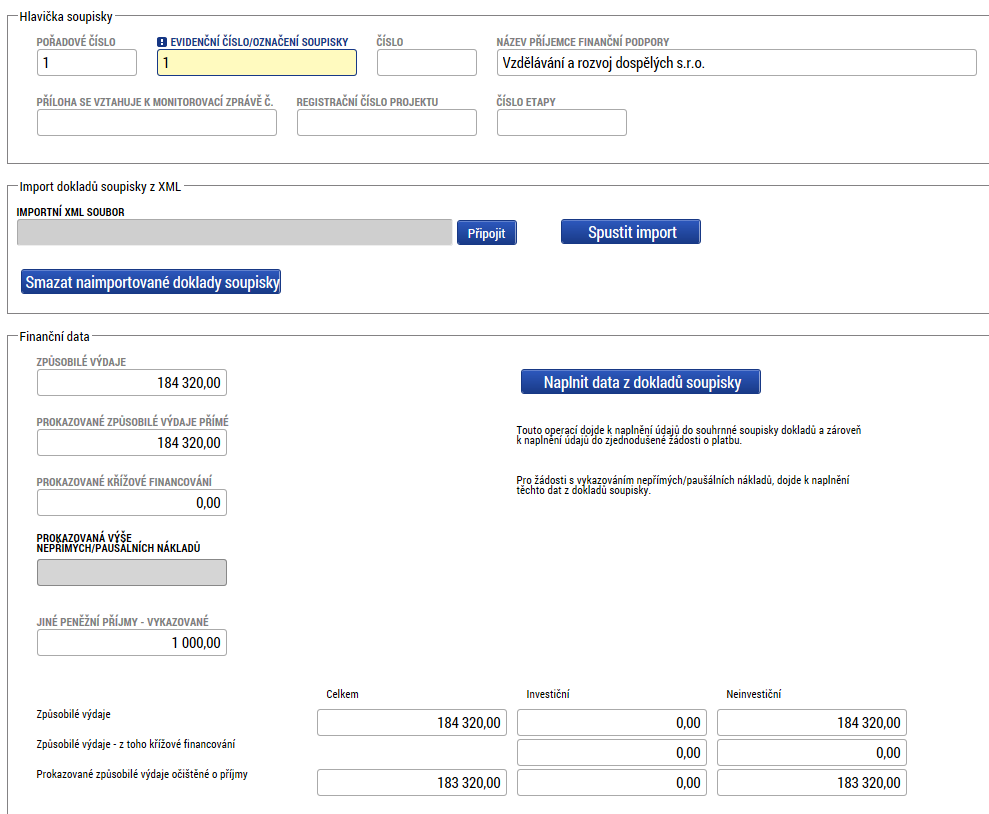 Hlavička soupisky
POŘADOVÉ ČÍSLO
EVIDENČNÍ ČÍSLO/OZNAČENÍ SOUPISKY
ČÍSLO
NÁZEV PŘÍJEMCE FINANČNÍ PODPORY
1
1
Vzdělávání a rozvoj dospělých s.r.o.
PŘÍLOHA SE VZTAHUJE K MONITOROVACÍ ZPRÁVĚ Č.
REGISTRAČNÍ ČÍSLO PROJEKTU
ČÍSLO ETAPY
Import dokladů soupisky z XML
IMPORTNÍ XML SOUBOR
Připojit
Spustit import
Smazat naimportované doklady soupisky
Finanční data
ZPŮSOBILÉ VÝDAJE
184 320,00
Naplnit data z dokladů soupisky
PROKAZOVANÉ ZPŮSOBILÉ VÝDAJE PŘÍMÉ
184 320,00
Touto operací dojde k naplnění údajů do souhrnné soupisky dokladů a zároveň
k naplnění údajů do zjednodušené žádosti o platbu.
PROKAZOVANÉ KŘÍŽOVÉ FINANCOVÁNÍ
0,00
Pro žádosti s vykazováním nepřímých/paušálních nákladů, dojde k naplnění
těchto dat z dokladů soupisky.
PROKAZOVANÁ VÝŠE
NEPŘÍMÝCH/PAUŠÁLNÍCH NÁKLADŮ
JINÉ PENĚŽNÍ PŘÍJMY - VYKAZOVANÉ
1 000,00
Celkem Investiční Neinvestiční
Způsobilé výdaje 184 320,00 0,00 184 320,00
Způsobilé výdaje - z toho křížové financování 0,00 0,00
Prokazované způsobilé výdaje očištěné o příjmy 183 320,00 0,00 183 320,00